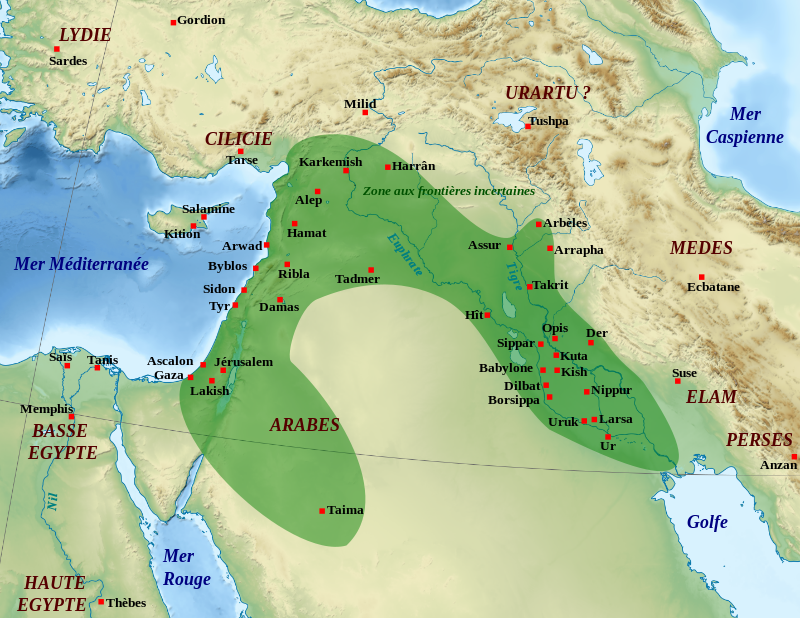 Gordion
LYDIE
Sardes
Milid
URARTU ?
Tushpa
Mer
Caspienne
CILICIE
Tarse
Karkemish
Harrân
Zone aux frontières incertaines
Alep
Salamine
Kition
Hamat
Arwad
Arbèles
Assur
Arrapha
MEDES
Mer Méditerranée
Byblos
Ribla
Tadmer
Euphrate
Tigre
Takrit
Ecbatane
Sidon
Tyr
Damas
Hît
Opis
Der
Sippar
Kuta
Saïs
Tanis
Ascalon
Jérusalem
Gaza
Lakish
Babylone
Kish
Suse
Dilbat
Nippur
Borsippa
ELAM
Memphis
BASSE
EGYPTE
ARABES
Uruk
Larsa
Ur
PERSES
Anzan
Nil
Taima
Golfe
Mer
Rouge
HAUTE
EGYPTE
Thèbes